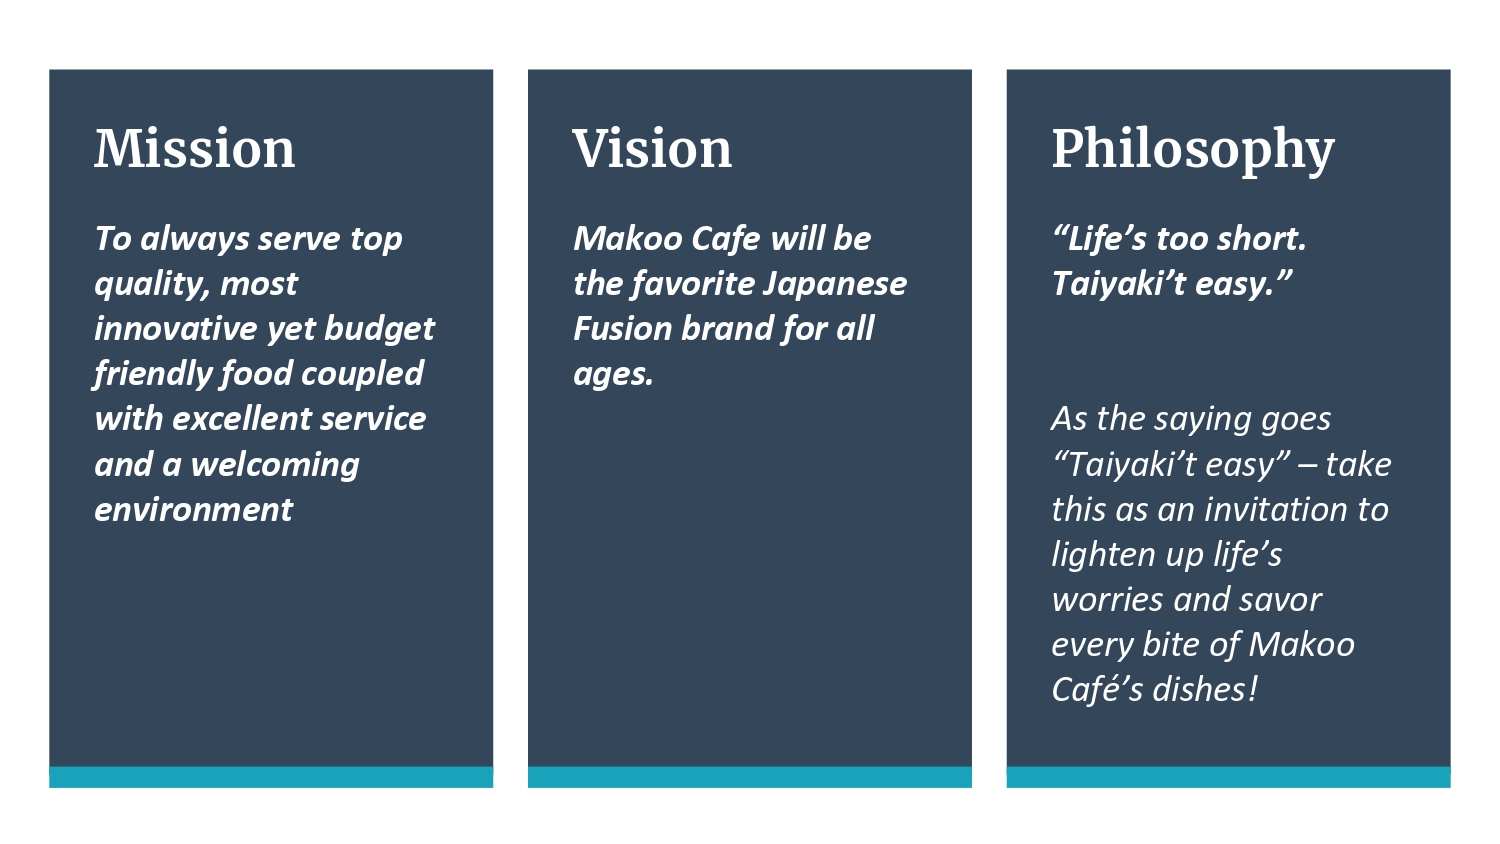 Mission
To always serve top
quality, most
innovative yet budget
friendly food coupled
with excellent service
and a welcoming
environment
Vision
Makoo Cafe will be
the favorite Japanese
Fusion brand for all
ages.
Philosophy
“Life’s too short.
Taiyaki’t easy.”
As the saying goes
“Taiyaki’t easy” – take
this as an invitation to
lighten up life’s
worries and savor
every bite of Makoo
Café’s dishes!